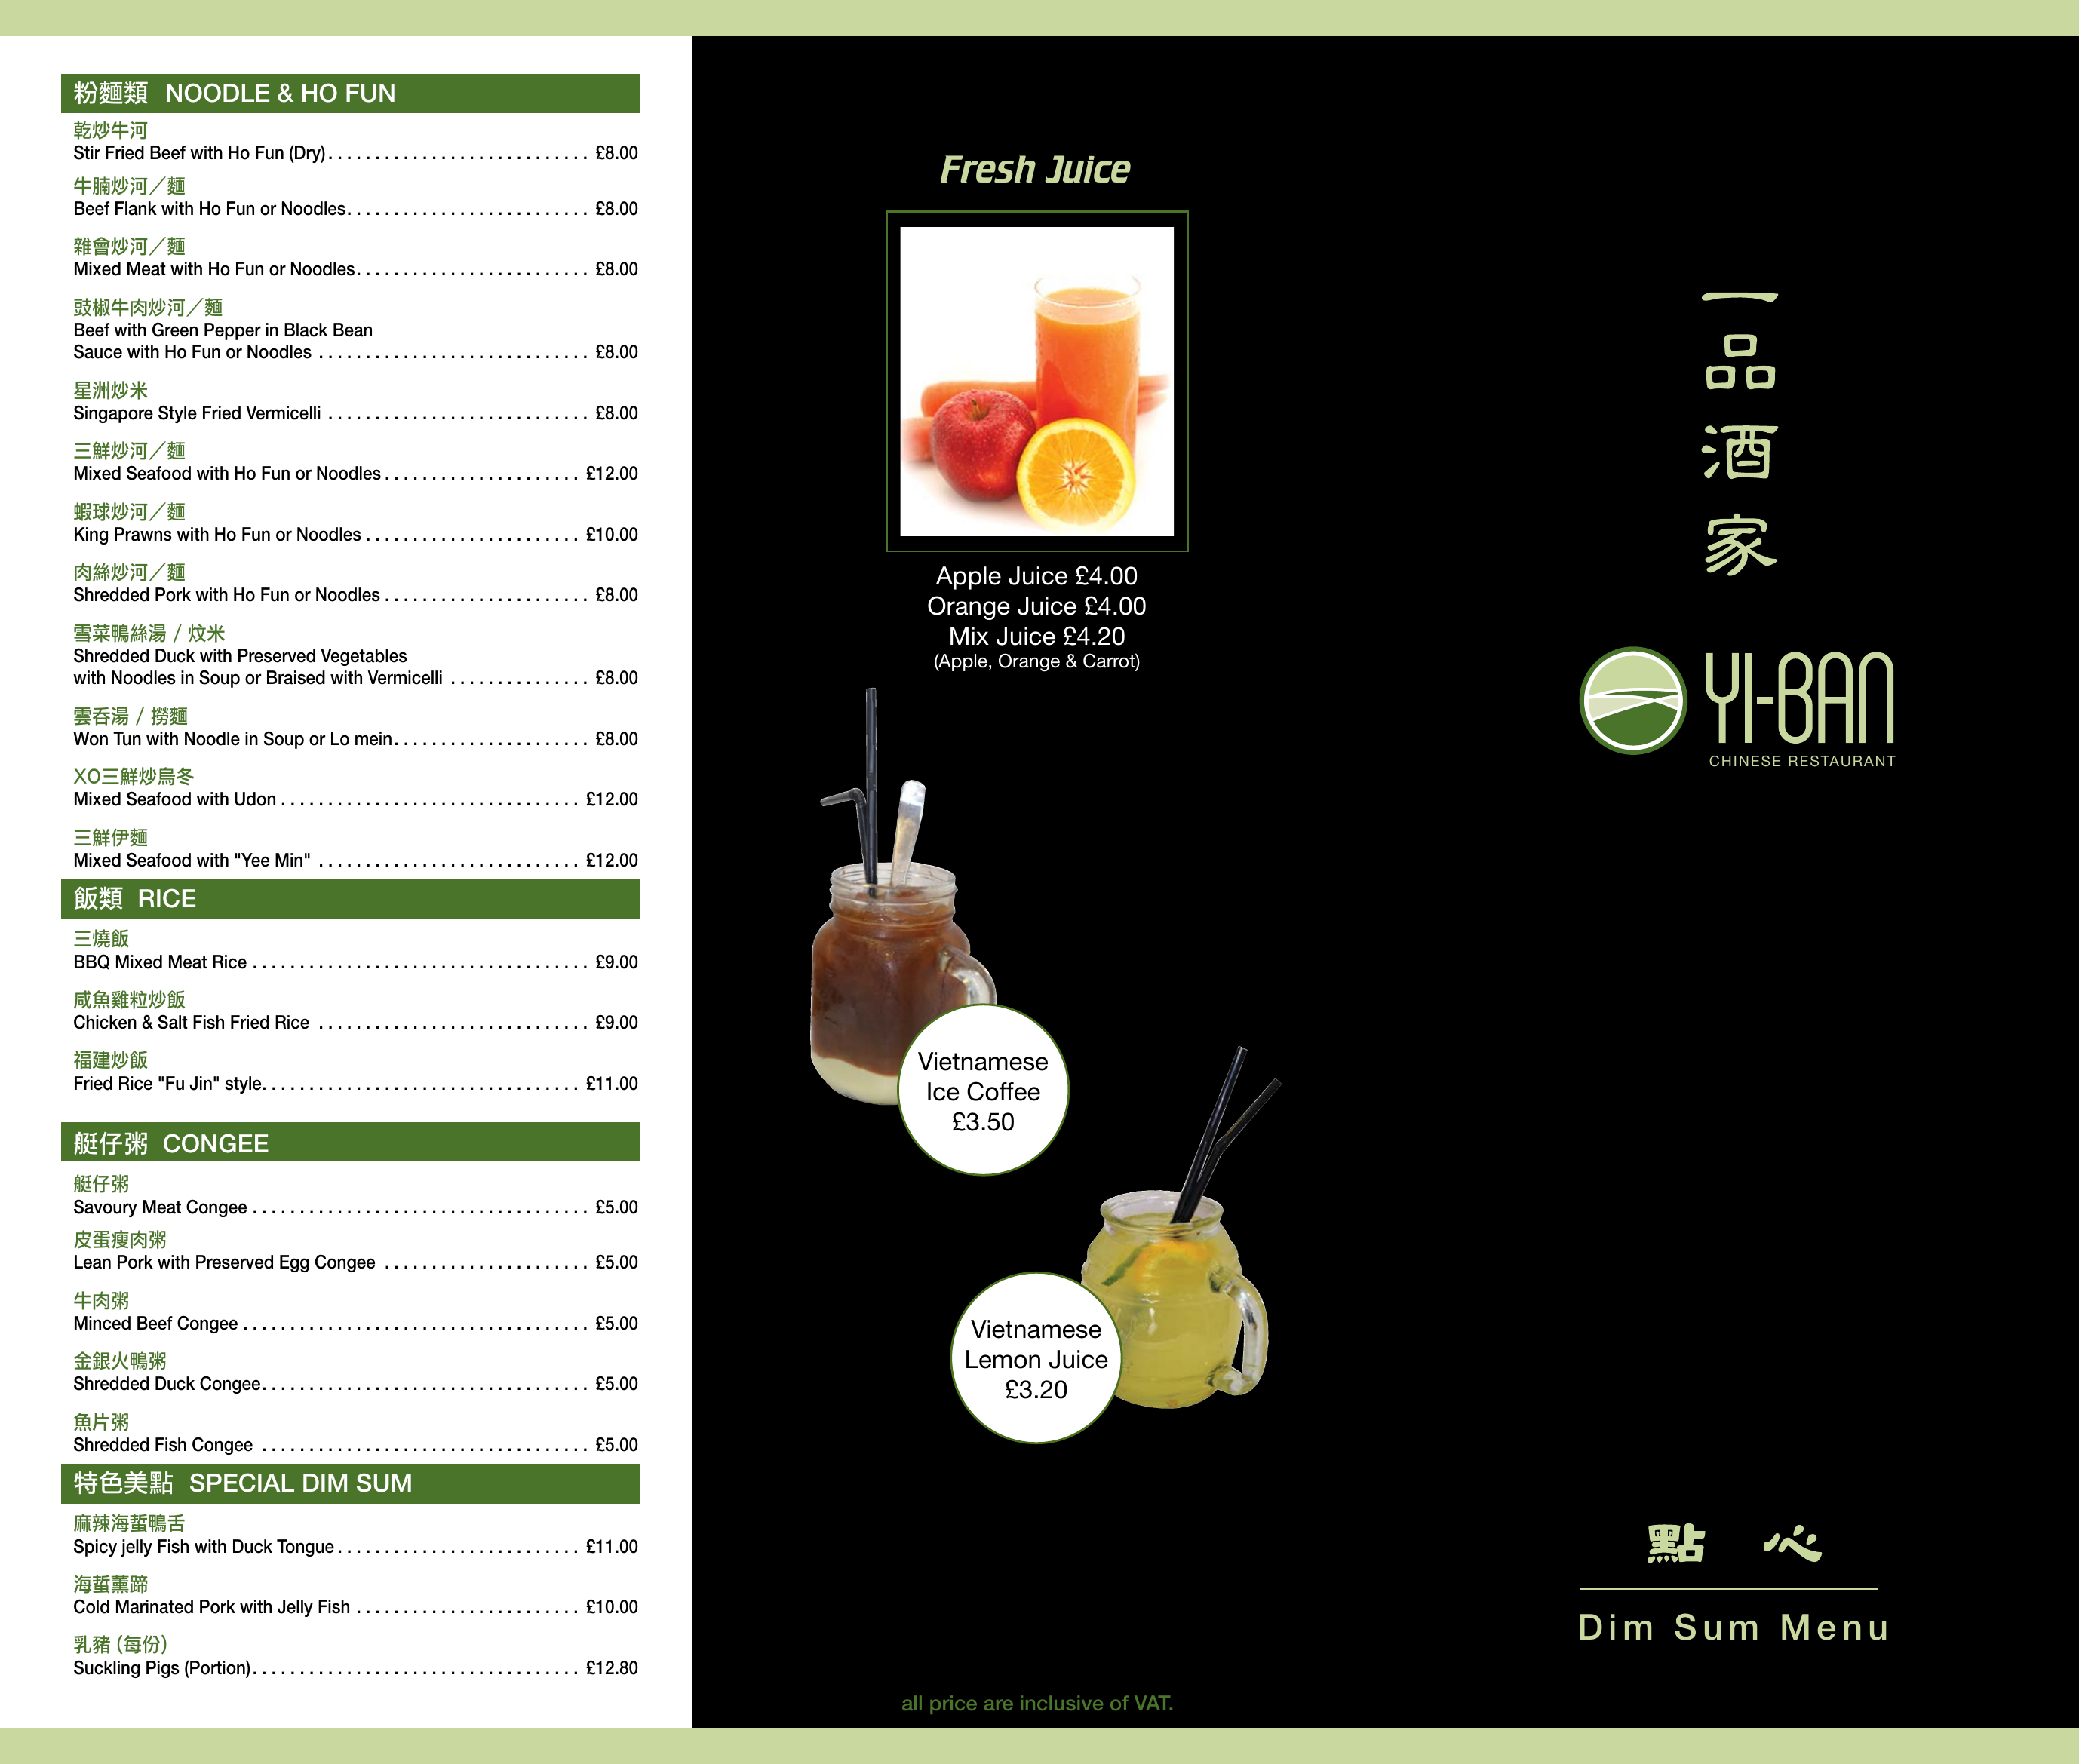 粉麵類 NOODLE & HO FUN
乾炒牛河
Stir Fried Beef with Ho Fun (Dry) £8.00
牛腩炒河／麵
Beef Flank with Ho Fun or Noodles £8.00
雜會炒河／麵
Mixed Meat with Ho Fun or Noodles £8.00
豉椒牛肉炒河／麵
Beef with Green Pepper in Black Bean
Sauce with Ho Fun or Noodles £8.00
星洲炒米
Singapore Style Fried Vermicelli £8.00
三鮮炒河／麵
Mixed Seafood with Ho Fun or Noodles £12.00
蝦球炒河／麵
King Prawns with Ho Fun or Noodles £10.00
肉絲炒河／麵
Shredded Pork with Ho Fun or Noodles £8.00
雪菜鴨絲湯 / 炆米
Shredded Duck with Preserved Vegetables
with Noodles in Soup or Braised with Vermicelli £8.00
雲吞湯 / 撈麵
Won Tun with Noodle in Soup or Lo mein £8.00
XO三鮮炒烏冬
Mixed Seafood with Udon £12.00
三鮮伊麵
Mixed Seafood with "Yee Min" £12.00
飯類 RICE
三燒飯
BBQ Mixed Meat Rice £9.00
咸魚雞粒炒飯
Chicken & Salt Fish Fried Rice £9.00
福建炒飯
Fried Rice "Fu Jin" style £11.00
艇仔粥 CONGEE
艇仔粥
Savoury Meat Congee £5.00
皮蛋瘦肉粥
Lean Pork with Preserved Egg Congee £5.00
牛肉粥
Minced Beef Congee £5.00
金銀火鴨粥
Shredded Duck Congee £5.00
魚片粥
Shredded Fish Congee £5.00
特色美點 SPECIAL DIM SUM
麻辣海蜇鴨舌
Spicy jelly Fish with Duck Tongue £11.00
海蜇薰蹄
Cold Marinated Pork with Jelly Fish £10.00
乳豬（每份）
Suckling Pigs (Portion) £12.80
Fresh Juice
Apple Juice £4.00
Orange Juice £4.00
Mix Juice £4.20
(Apple, Orange & Carrot)
Vietnamese
Ice Coffee
£3.50
Vietnamese
Lemon Juice
£3.20
all price are inclusive of VAT.
一品酒家
YI-BAN
CHINESE RESTAURANT
點心
Dim Sum Menu